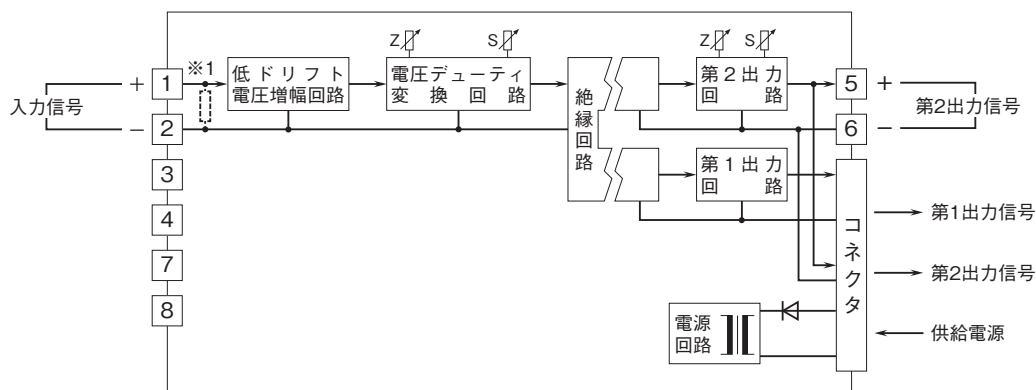 入力信号
+
−
1
2
3
4
7
8
※1
低ドリフト
電圧増幅回路
Z
S
電圧デューティ
変換回路
絶縁回路
Z
S
第2出力
回路
第1出力
回路
電源
回路
コネクタ
5
6
+
−
第2出力信号
第1出力信号
第2出力信号
供給電源